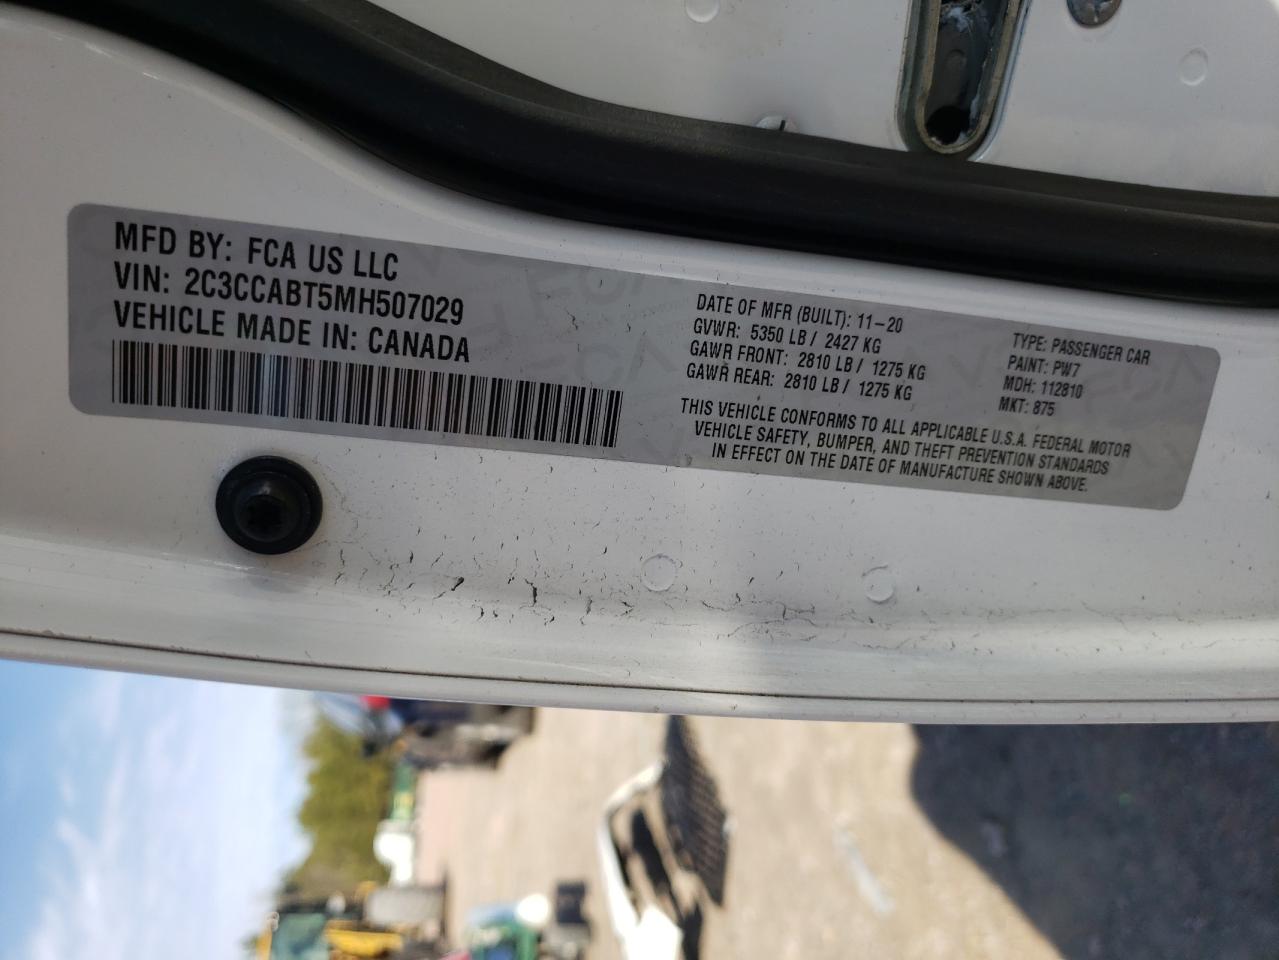 MFD BY: FCA US LLC
VIN: 2C3CCABT5MH507029
VEHICLE MADE IN: CANADA
DATE OF MFR (BUILT): 11-20
GVWR: 5350 LB / 2427 KG
GAWR FRONT: 2810 LB / 1275 KG
GAWR REAR: 2810 LB / 1275 KG
TYPE: PASSENGER CAR
PAINT: PW7
MDH: 112810
MKT: 875
THIS VEHICLE CONFORMS TO ALL APPLICABLE U.S.A. FEDERAL MOTOR
VEHICLE SAFETY, BUMPER, AND THEFT PREVENTION STANDARDS
IN EFFECT ON THE DATE OF MANUFACTURE SHOWN ABOVE.